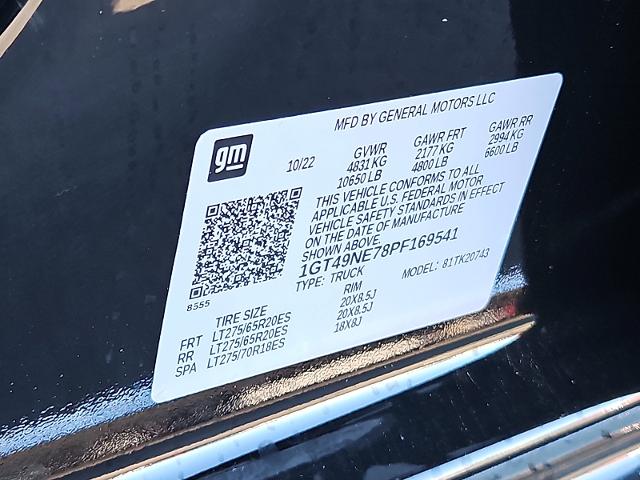 MFD BY GENERAL MOTORS LLC
gm
10/22
GVWR
4831 KG
10650 LB
GAWR FRT
2177 KG
4800 LB
GAWR RR
2994 KG
6600 LB
THIS VEHICLE CONFORMS TO ALL
APPLICABLE U.S. FEDERAL MOTOR
VEHICLE SAFETY STANDARDS IN EFFECT
ON THE DATE OF MANUFACTURE
SHOWN ABOVE.
1GT49NE78PF169541
TYPE: TRUCK MODEL: 81TK20743
8555
TIRE SIZE RIM
FRT LT275/65R20ES 20X8.5J
RR LT275/65R20ES 20X8.5J
SPA LT275/70R18ES 18X8J